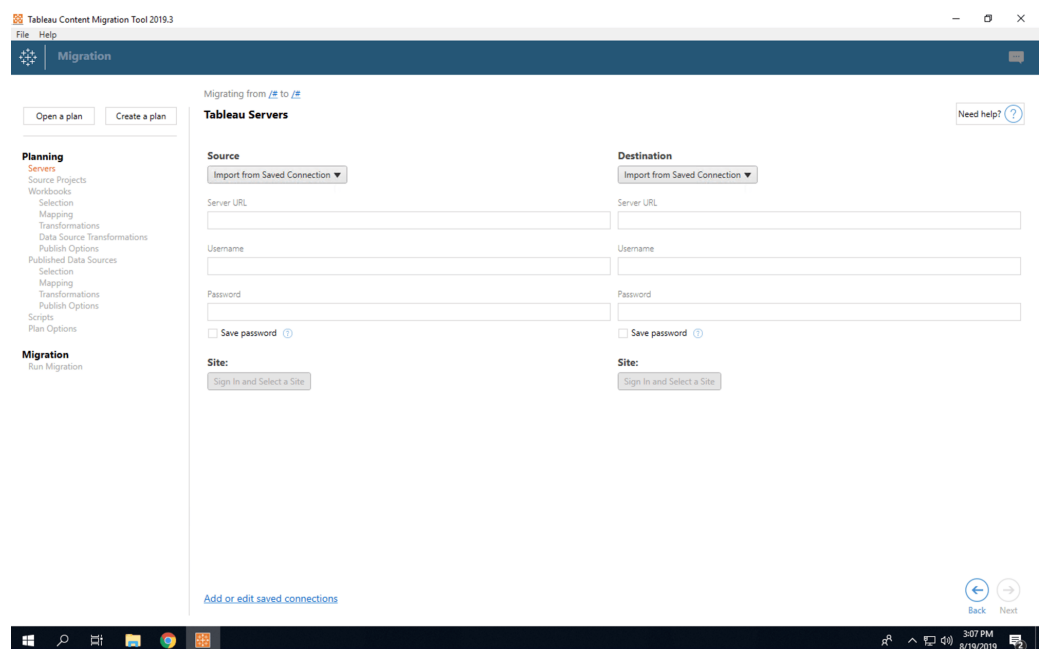 Tableau Content Migration Tool 2019.3
File Help
Migration
Open a plan
Create a plan
Planning
Servers
Source Projects
Workbooks
Selection
Mapping
Transformations
Data Source Transformations
Publish Options
Published Data Sources
Selection
Mapping
Transformations
Publish Options
Scripts
Plan Options
Migration
Run Migration
Migrating from /# to /#
Tableau Servers
Need help? ?
Source
Import from Saved Connection ▼
Server URL
Username
Password
Save password ?
Site:
Sign In and Select a Site
Destination
Import from Saved Connection ▼
Server URL
Username
Password
Save password ?
Site:
Sign In and Select a Site
Add or edit saved connections
Back
Next
3:07 PM
8/19/2019
2